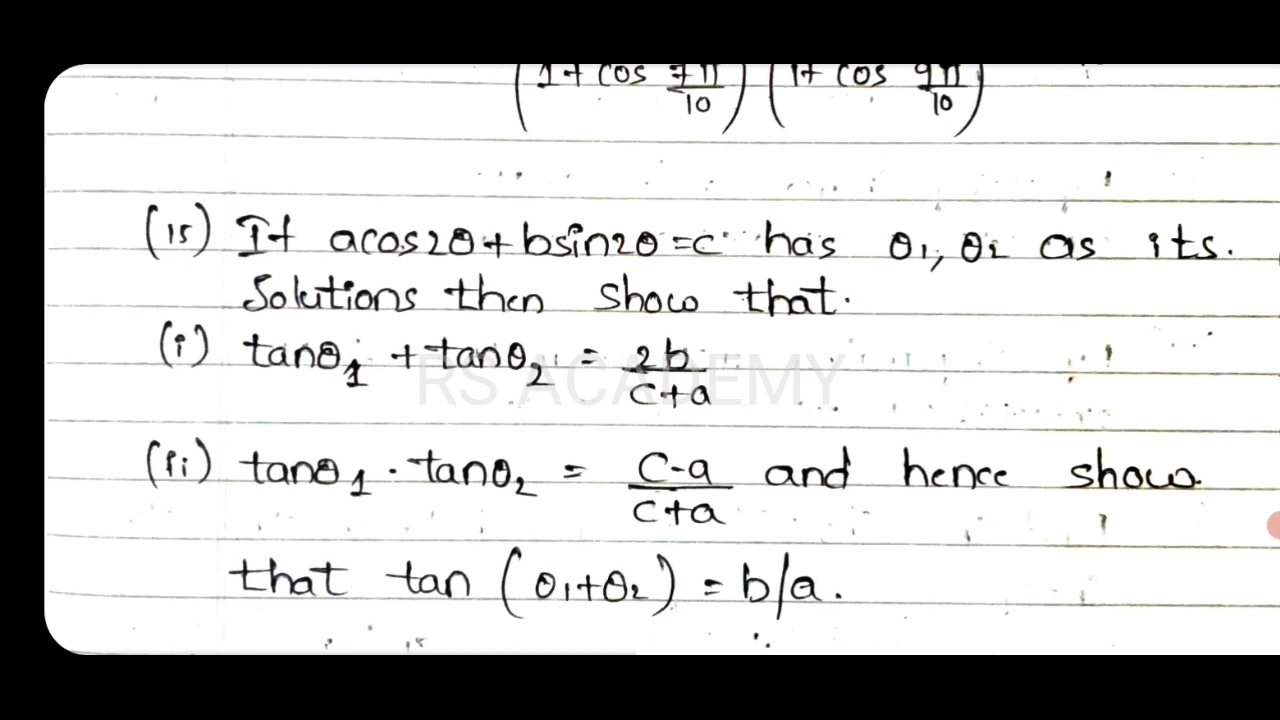 (1+ cos 7π/10) (1+ cos 9π/10)
(15) If acos2θ+bsin2θ=c has θ1, θ2 as its.
Solutions then show that.
(i) tanθ1 + tanθ2 = 2b/c+a
RS ACADEMY
(ii) tanθ1 . tanθ2 = c-a/c+a and hence show
that tan (θ1+θ2) = b/a.